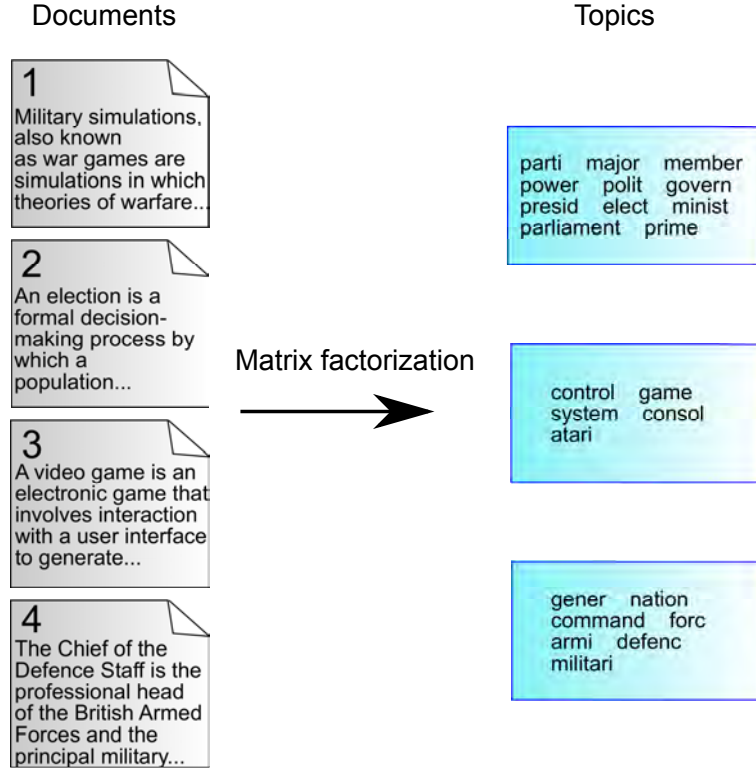 Documents
Topics
1
Military simulations,
also known
as war games are
simulations in which
theories of warfare...
2
An election is a
formal decision-
making process by
which a
population...
3
A video game is an
electronic game that
involves interaction
with a user interface
to generate...
4
The Chief of the
Defence Staff is the
professional head
of the British Armed
Forces and the
principal military...
Matrix factorization
parti major member
power polit govern
presid elect minist
parliament prime
control game
system consol
atari
gener nation
command forc
armi defenc
militari